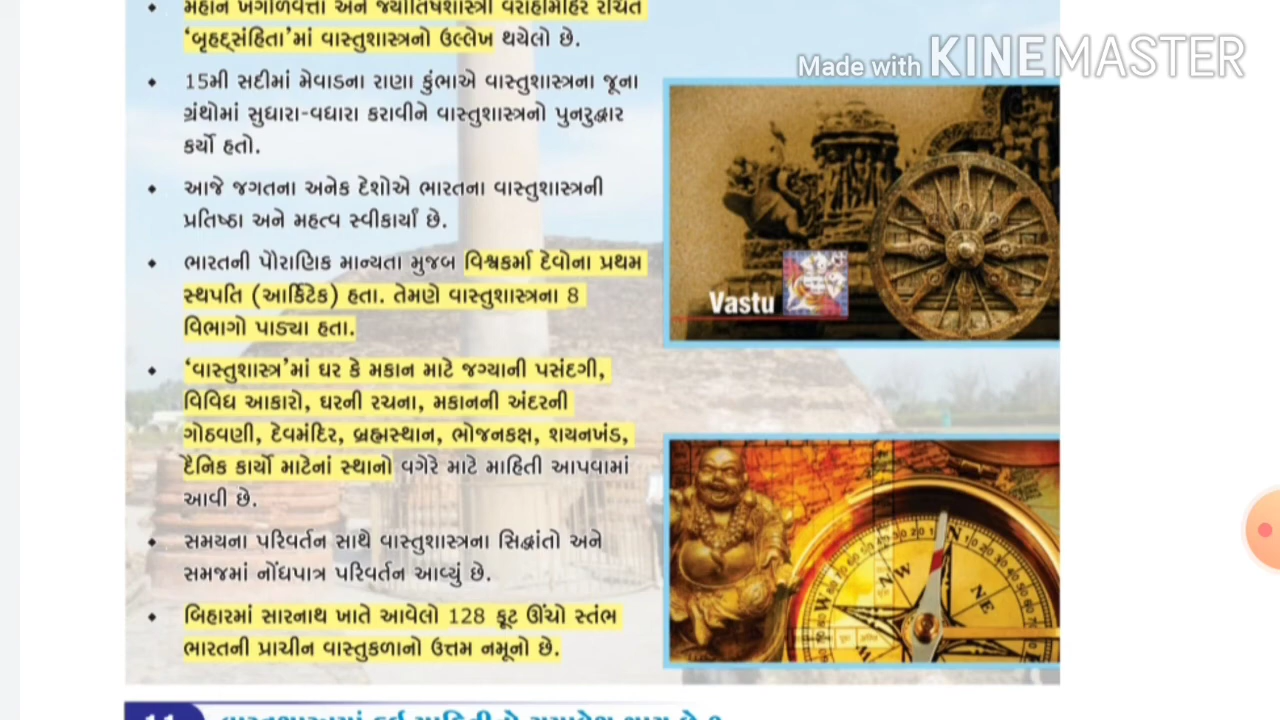 મહાન ખગોળવેત્તા અને જ્યોતિષશાસ્ત્રી વરાહમિહિર રચિત
‘બૃહદ્સંહિતા’માં વાસ્તુશાસ્ત્રનો ઉલ્લેખ થયેલો છે.
Made with KINEMASTER
15મી સદીમાં મેવાડના રાણા કુંભાએ વાસ્તુશાસ્ત્રના જૂના
ગ્રંથોમાં સુધારા-વધારા કરાવીને વાસ્તુશાસ્ત્રનો પુનરુદ્ધાર
કર્યો હતો.
આજે જગતના અનેક દેશોએ ભારતના વાસ્તુશાસ્ત્રની
પ્રતિષ્ઠા અને મહત્વ સ્વીકાર્યાં છે.
ભારતની પૌરાણિક માન્યતા મુજબ વિશ્વકર્મા દેવોના પ્રથમ
સ્થપતિ (આર્કિટેક) હતા. તેમણે વાસ્તુશાસ્ત્રના 8
વિભાગો પાડ્યા હતા.
Vastu
‘વાસ્તુશાસ્ત્ર’માં ઘર કે મકાન માટે જગ્યાની પસંદગી,
વિવિધ આકારો, ઘરની રચના, મકાનની અંદરની
ગોઠવણી, દેવમંદિર, બ્રહ્મસ્થાન, ભોજનકક્ષ, શયનખંડ,
દૈનિક કાર્યો માટેનાં સ્થાનો વગેરે માટે માહિતી આપવામાં
આવી છે.
સમયના પરિવર્તન સાથે વાસ્તુશાસ્ત્રના સિદ્ધાંતો અને
સમજમાં નોંધપાત્ર પરિવર્તન આવ્યું છે.
બિહારમાં સારનાથ ખાતે આવેલો 128 ફૂટ ઊંચો સ્તંભ
ભારતની પ્રાચીન વાસ્તુકળાનો ઉત્તમ નમૂનો છે.
N
NE
W